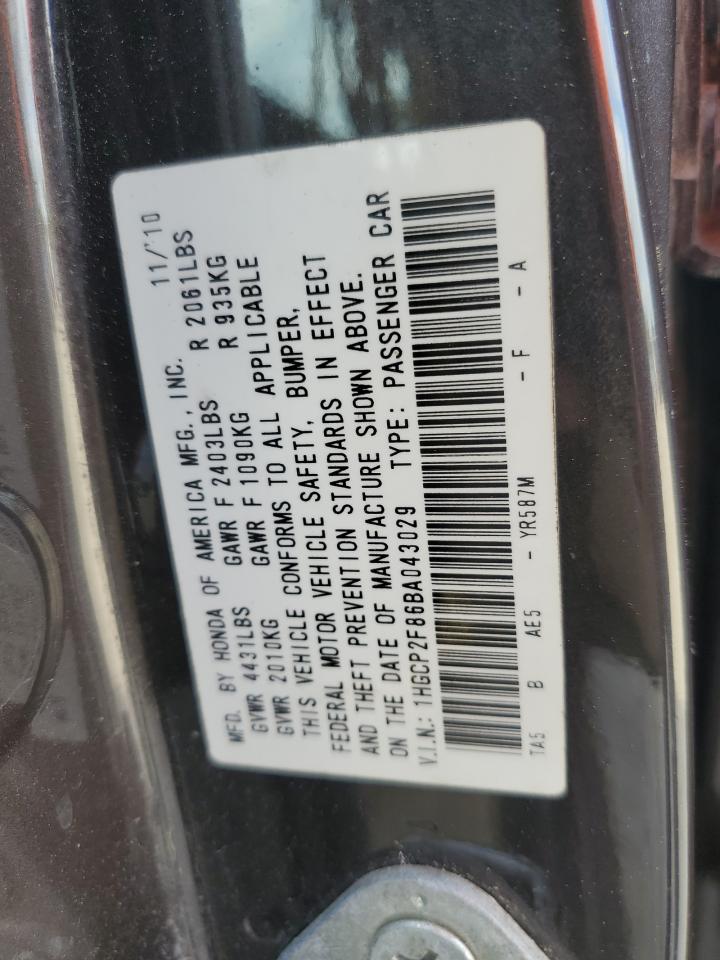 MFD. BY HONDA OF AMERICA MFG., INC. 11/'10
GVWR 4431LBS GAWR F 2403LBS R 2061LBS
GVWR 2010KG GAWR F 1090KG R 935KG
THIS VEHICLE CONFORMS TO ALL APPLICABLE
FEDERAL MOTOR VEHICLE SAFETY, BUMPER,
AND THEFT PREVENTION STANDARDS IN EFFECT
ON THE DATE OF MANUFACTURE SHOWN ABOVE.
V.I.N.: 1HGCP2F86BA043029 TYPE: PASSENGER CAR
TA5 B AE5 - YR587M - F - A